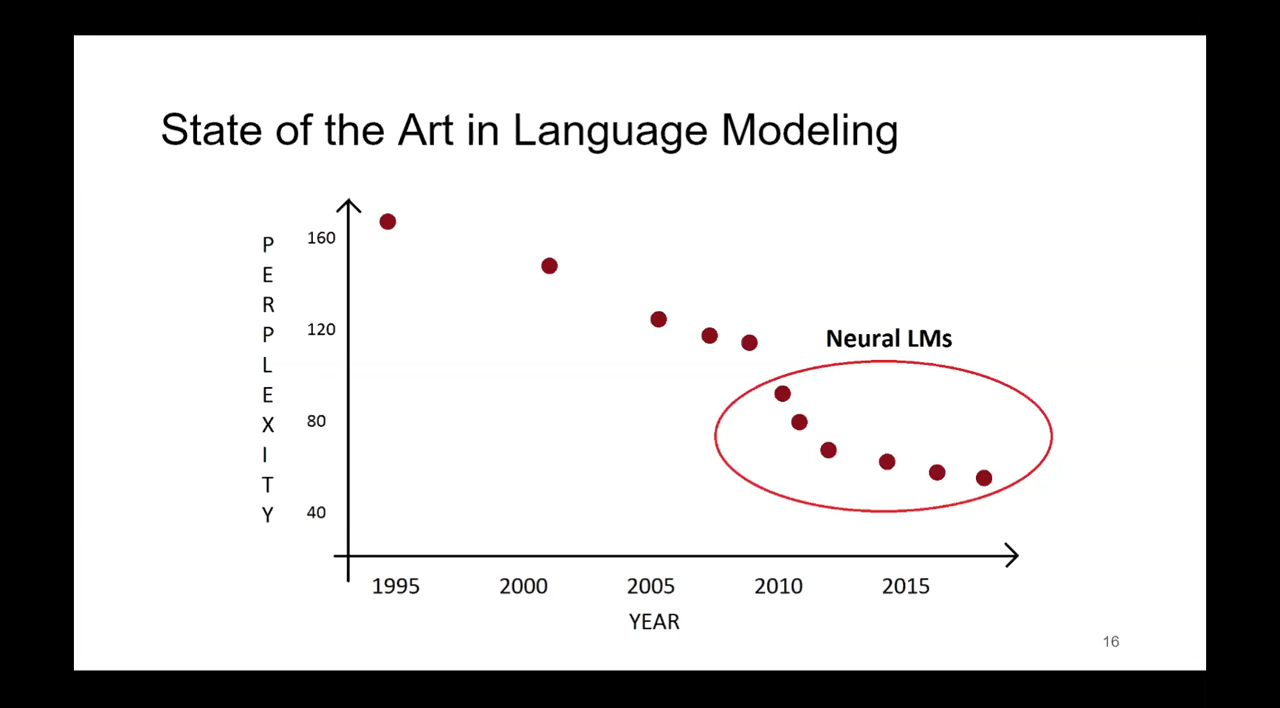 State of the Art in Language Modeling
PERPLEXITY
160
120
80
40
Neural LMs
1995 2000 2005 2010 2015
YEAR
16